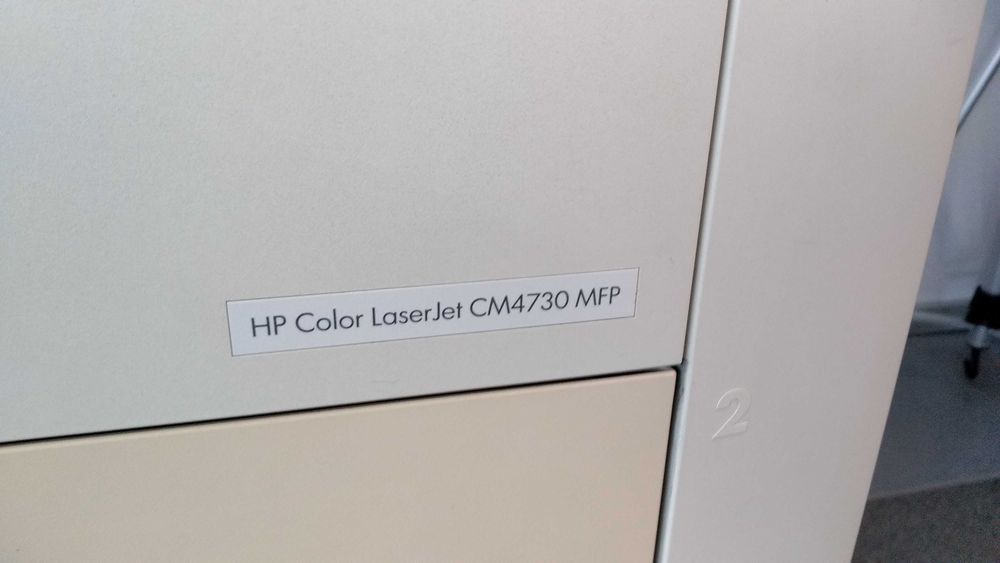 HP Color LaserJet CM4730 MFP
2